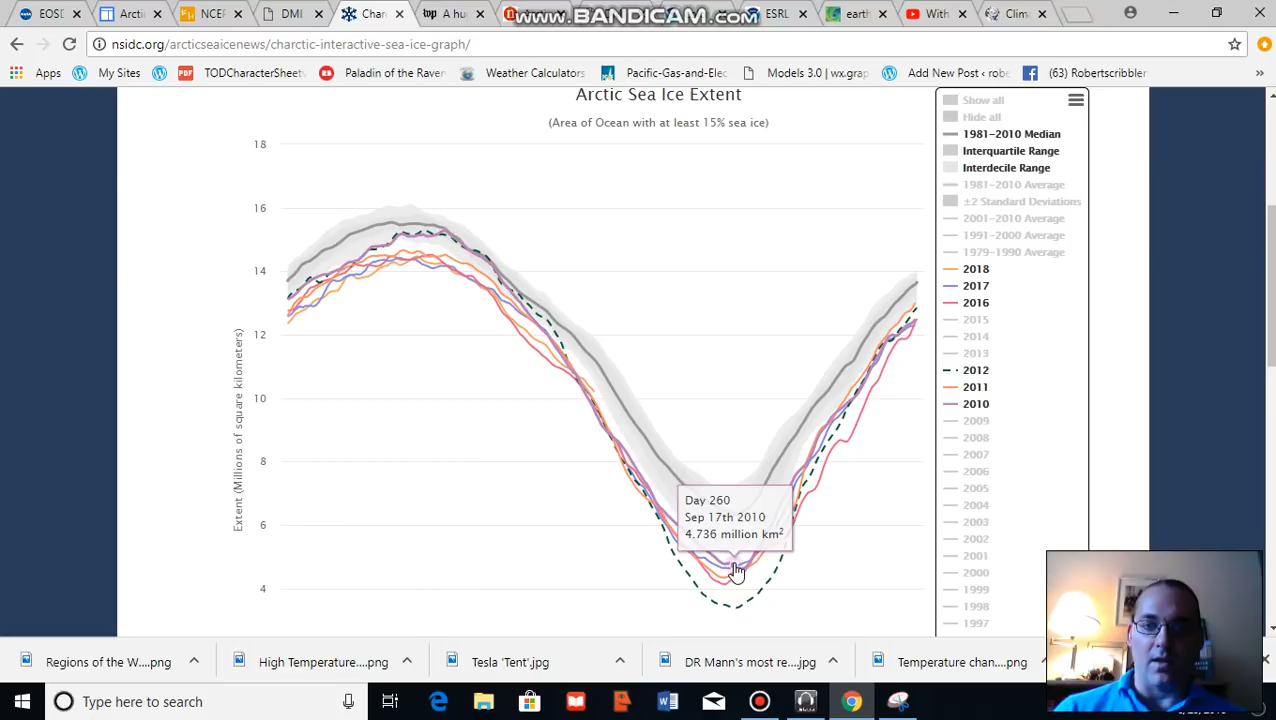 EOSD
Arctic
NCEP
DMI
Cha
A hu
www.BANDICAM.com
ESRL
earth
With
Clim
nsidc.org/arcticseaicenews/charctic-interactive-sea-ice-graph/
Apps My Sites TODCharacterSheets Paladin of the Raven Weather Calculators Pacific-Gas-and-Elec Models 3.0 | wx.grap Add New Post ‹ robe (63) Robertscribbler
Arctic Sea Ice Extent
(Area of Ocean with at least 15% sea ice)
Extent (Millions of square kilometers)
18
16
14
12
10
8
6
4
Day 260
Sep 17th 2010
4.736 million km²
Show all
Hide all
1981-2010 Median
Interquartile Range
Interdecile Range
1981-2010 Average
±2 Standard Deviations
2001-2010 Average
1991-2000 Average
1979-1990 Average
2018
2017
2016
2015
2014
2013
2012
2011
2010
2009
2008
2007
2006
2005
2004
2003
2002
2001
2000
1999
1998
1997
Regions of the W....png High Temperature....png Tesla 'Tent'.jpg DR Mann's most re....jpg Temperature chan....png
Type here to search